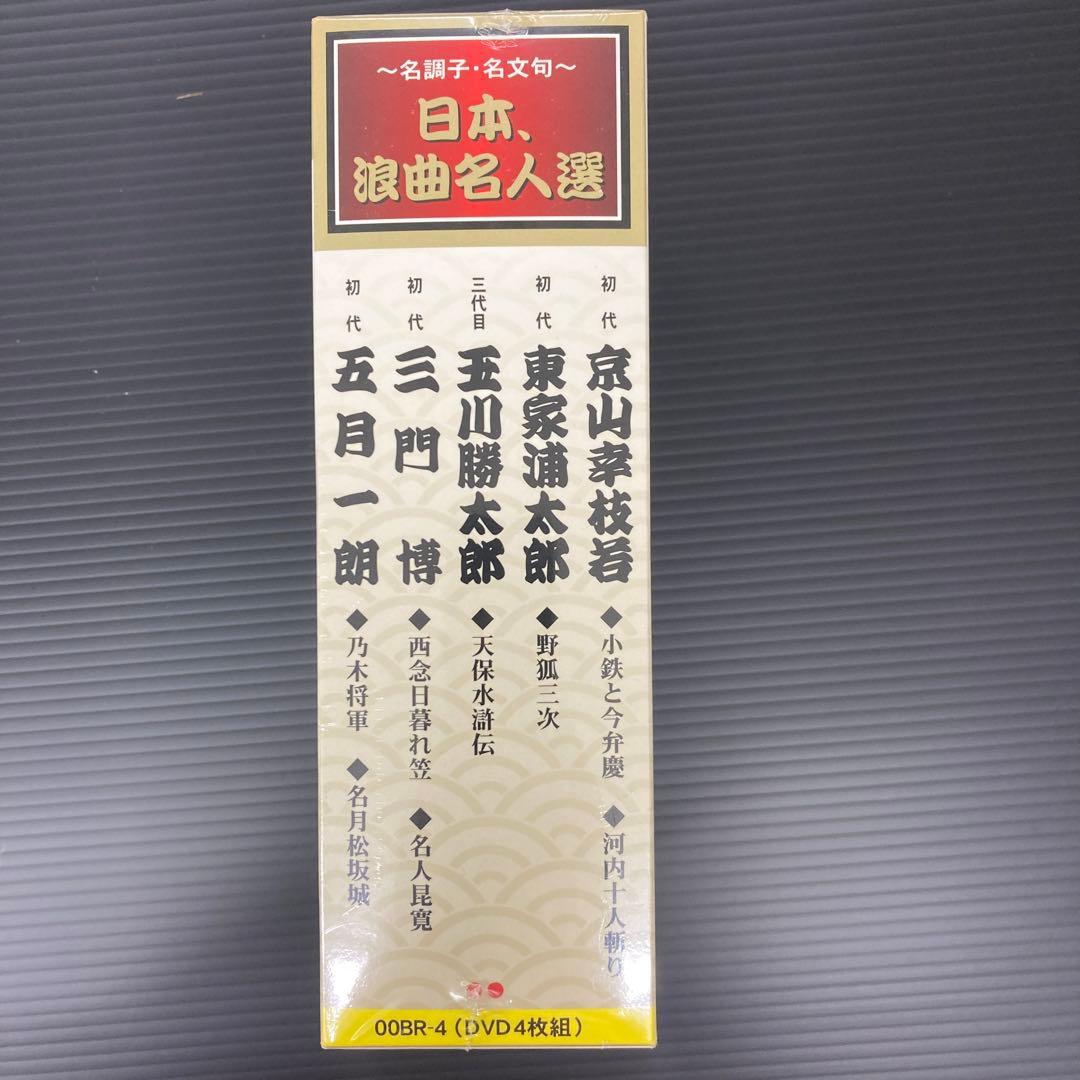 ～名調子・名文句～
日本、
浪曲名人選
初代 京山幸枝若 ◆小鉄と今弁慶 ◆河内十人斬り
初代 東家浦太郎 ◆野狐三次
三代目 玉川勝太郎 ◆天保水滸伝
初代 三門博 ◆西念日暮れ笠 ◆名人昆寛
初代 五月一朗 ◆乃木将軍 ◆名月松坂城
00BR-4（DVD4枚組）